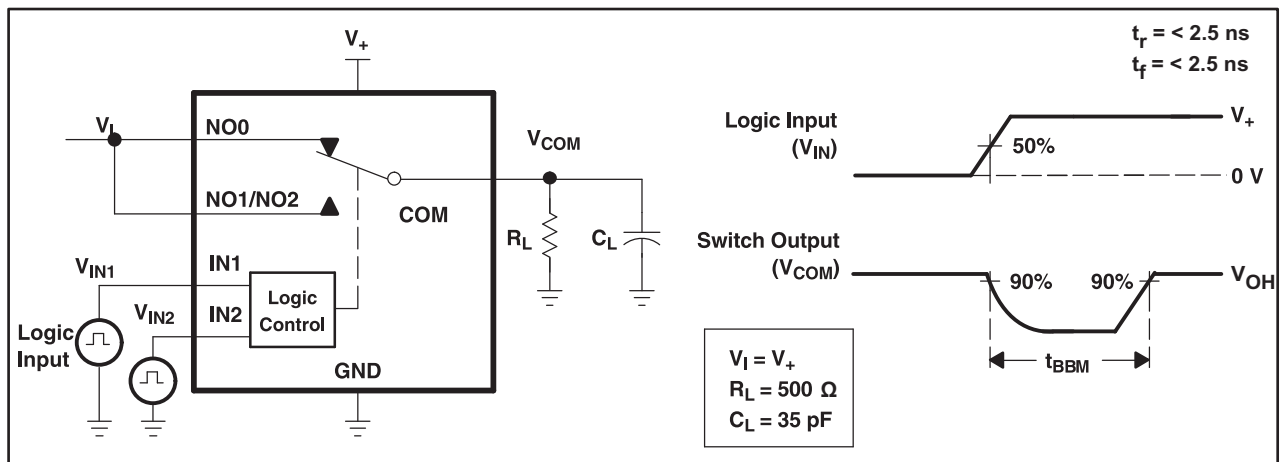 V+
tr = < 2.5 ns
tf = < 2.5 ns
VI
NO0
NO1/NO2
COM
VCOM
RL
CL
VIN1
IN1
VIN2
IN2
Logic
Control
Logic
Input
GND
Logic Input
(VIN)
50%
V+
0 V
Switch Output
(VCOM)
90%
90%
VOH
tBBM
VI = V+
RL = 500 Ω
CL = 35 pF